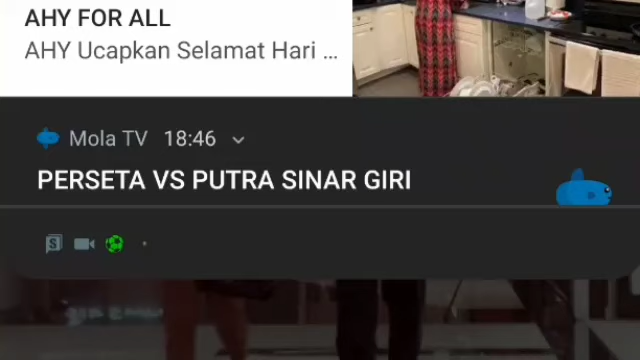 AHY FOR ALL
AHY Ucapkan Selamat Hari ...
Mola TV 18:46
PERSETA VS PUTRA SINAR GIRI
S